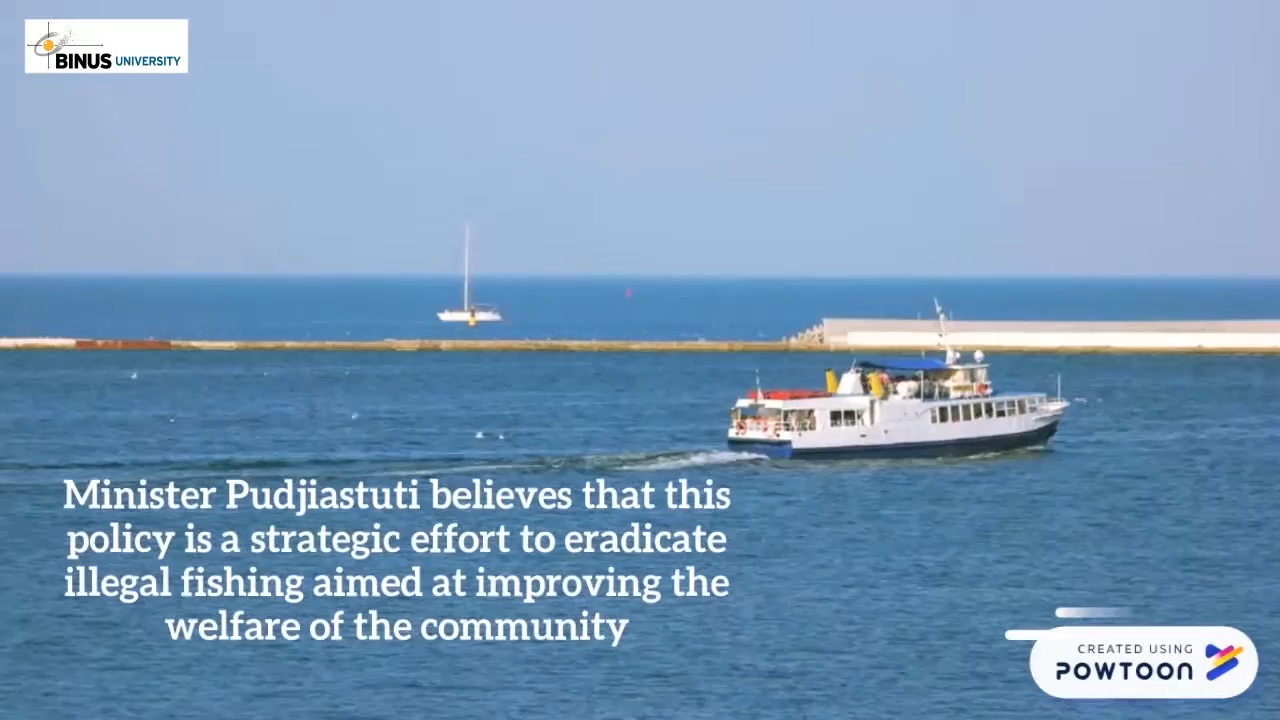 BINUS UNIVERSITY
Minister Pudjiastuti believes that this
policy is a strategic effort to eradicate
illegal fishing aimed at improving the
welfare of the community
CREATED USING
POWTOON